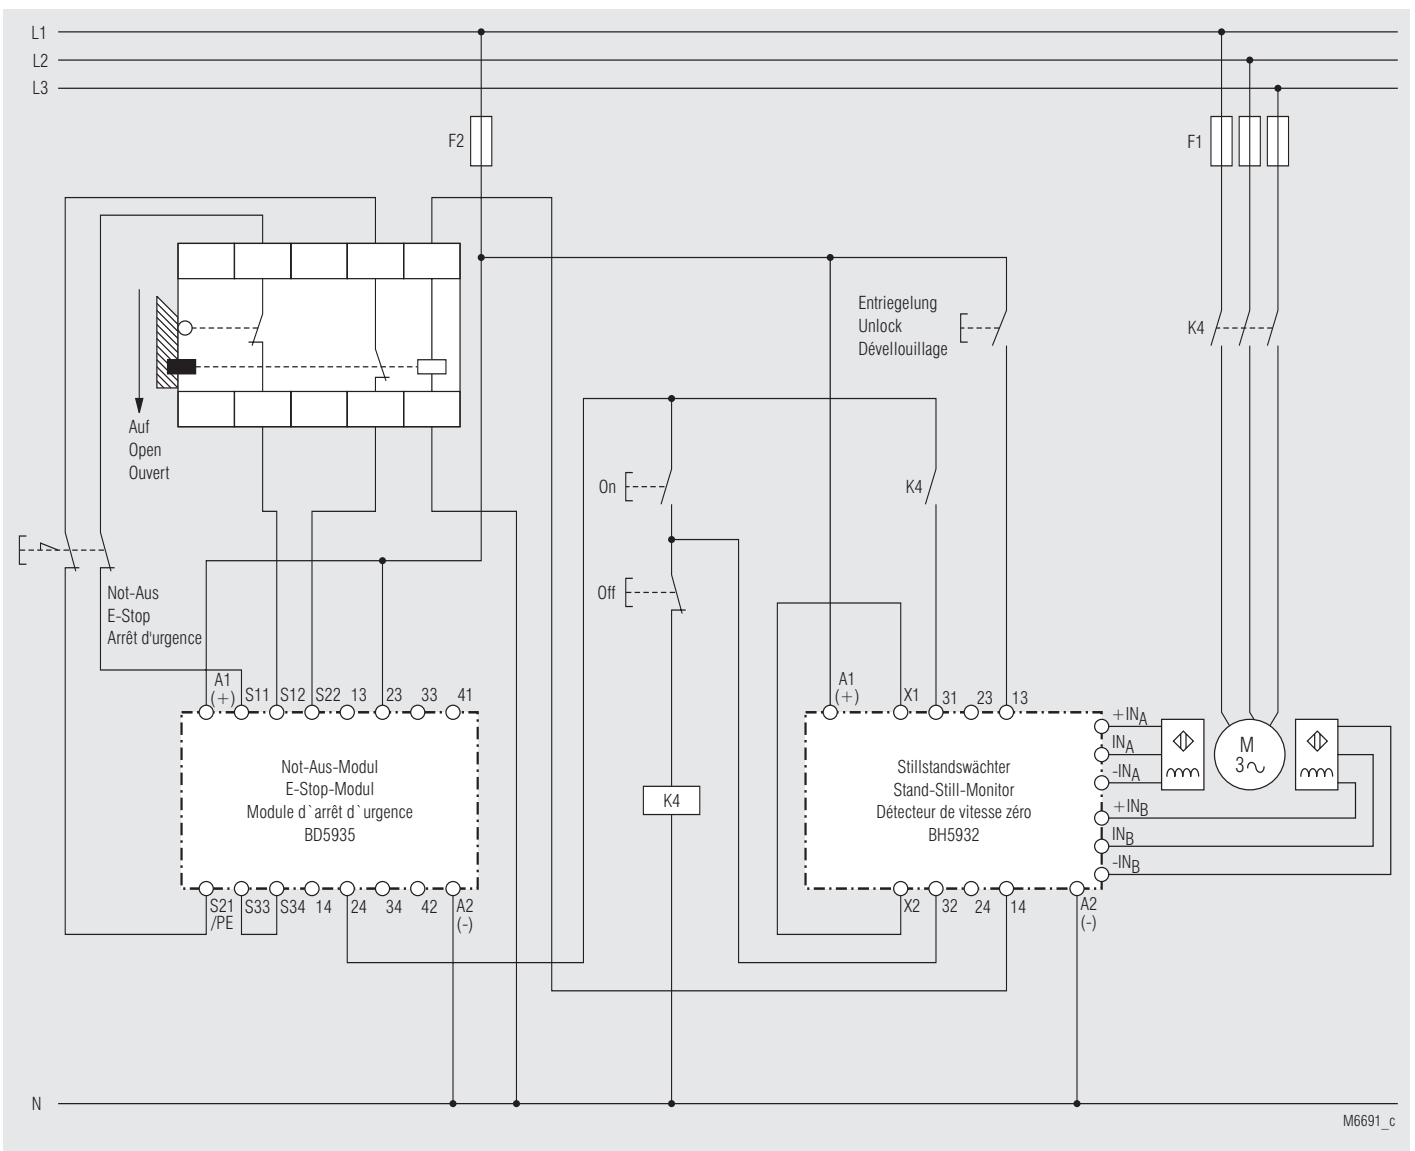 L1
L2
L3
F2
F1
Entriegelung
Unlock
Dévellouillage
K4
Auf
Open
Ouvert
On
K4
Off
Not-Aus
E-Stop
Arrêt d'urgence
A1
(+)
S11
S12
S22
13
23
33
41
Not-Aus-Modul
E-Stop-Modul
Module d`arrêt d`urgence
BD5935
S21
/PE
S33
S34
14
24
34
42
A2
(-)
K4
A1
(+)
X1
31
23
13
Stillstandswächter
Stand-Still-Monitor
Détecteur de vitesse zéro
BH5932
X2
32
24
14
A2
(-)
+INA
INA
-INA
+INB
INB
-INB
M
3~
N
M6691_c